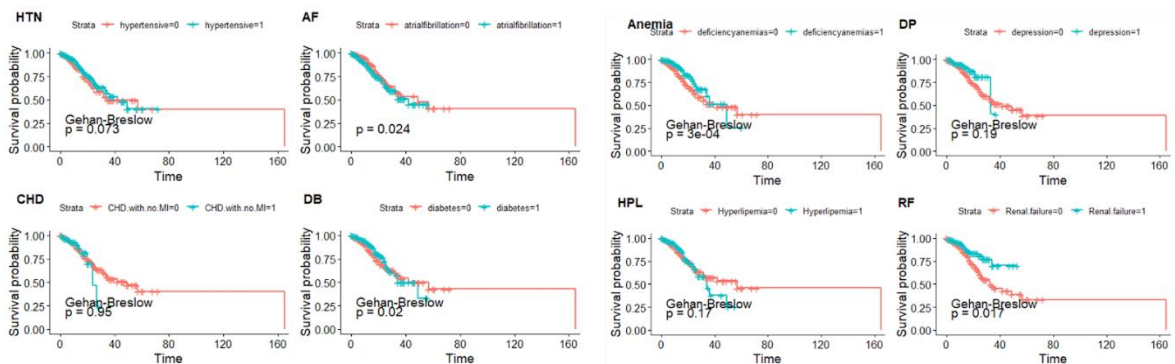 HTN
Strata hypertensive=0 hypertensive=1
Survival probability
1.00
0.75
0.50
0.25
0.00
Gehan-Breslow
p = 0.073
0 40 80 120 160
Time
AF
Strata atrialfibrillation=0 atrialfibrillation=1
Survival probability
1.00
0.75
0.50
0.25
0.00
Gehan-Breslow
p = 0.024
0 40 80 120 160
Time
Anemia
Strata deficiencyanemias=0 deficiencyanemias=1
Survival probability
1.00
0.75
0.50
0.25
0.00
Gehan-Breslow
p = 3e-04
0 40 80 120 160
Time
DP
Strata depression=0 depression=1
Survival probability
1.00
0.75
0.50
0.25
0.00
Gehan-Breslow
p = 0.19
0 40 80 120 160
Time
CHD
Strata CHD.with.no.MI=0 CHD.with.no.MI=1
Survival probability
1.00
0.75
0.50
0.25
0.00
Gehan-Breslow
p = 0.95
0 40 80 120 160
Time
DB
Strata diabetes=0 diabetes=1
Survival probability
1.00
0.75
0.50
0.25
0.00
Gehan-Breslow
p = 0.02
0 40 80 120 160
Time
HPL
Strata Hyperlipemia=0 Hyperlipemia=1
Survival probability
1.00
0.75
0.50
0.25
0.00
Gehan-Breslow
p = 0.17
0 40 80 120 160
Time
RF
Strata Renal.failure=0 Renal.failure=1
Survival probability
1.00
0.75
0.50
0.25
0.00
Gehan-Breslow
p = 0.017
0 40 80 120 160
Time